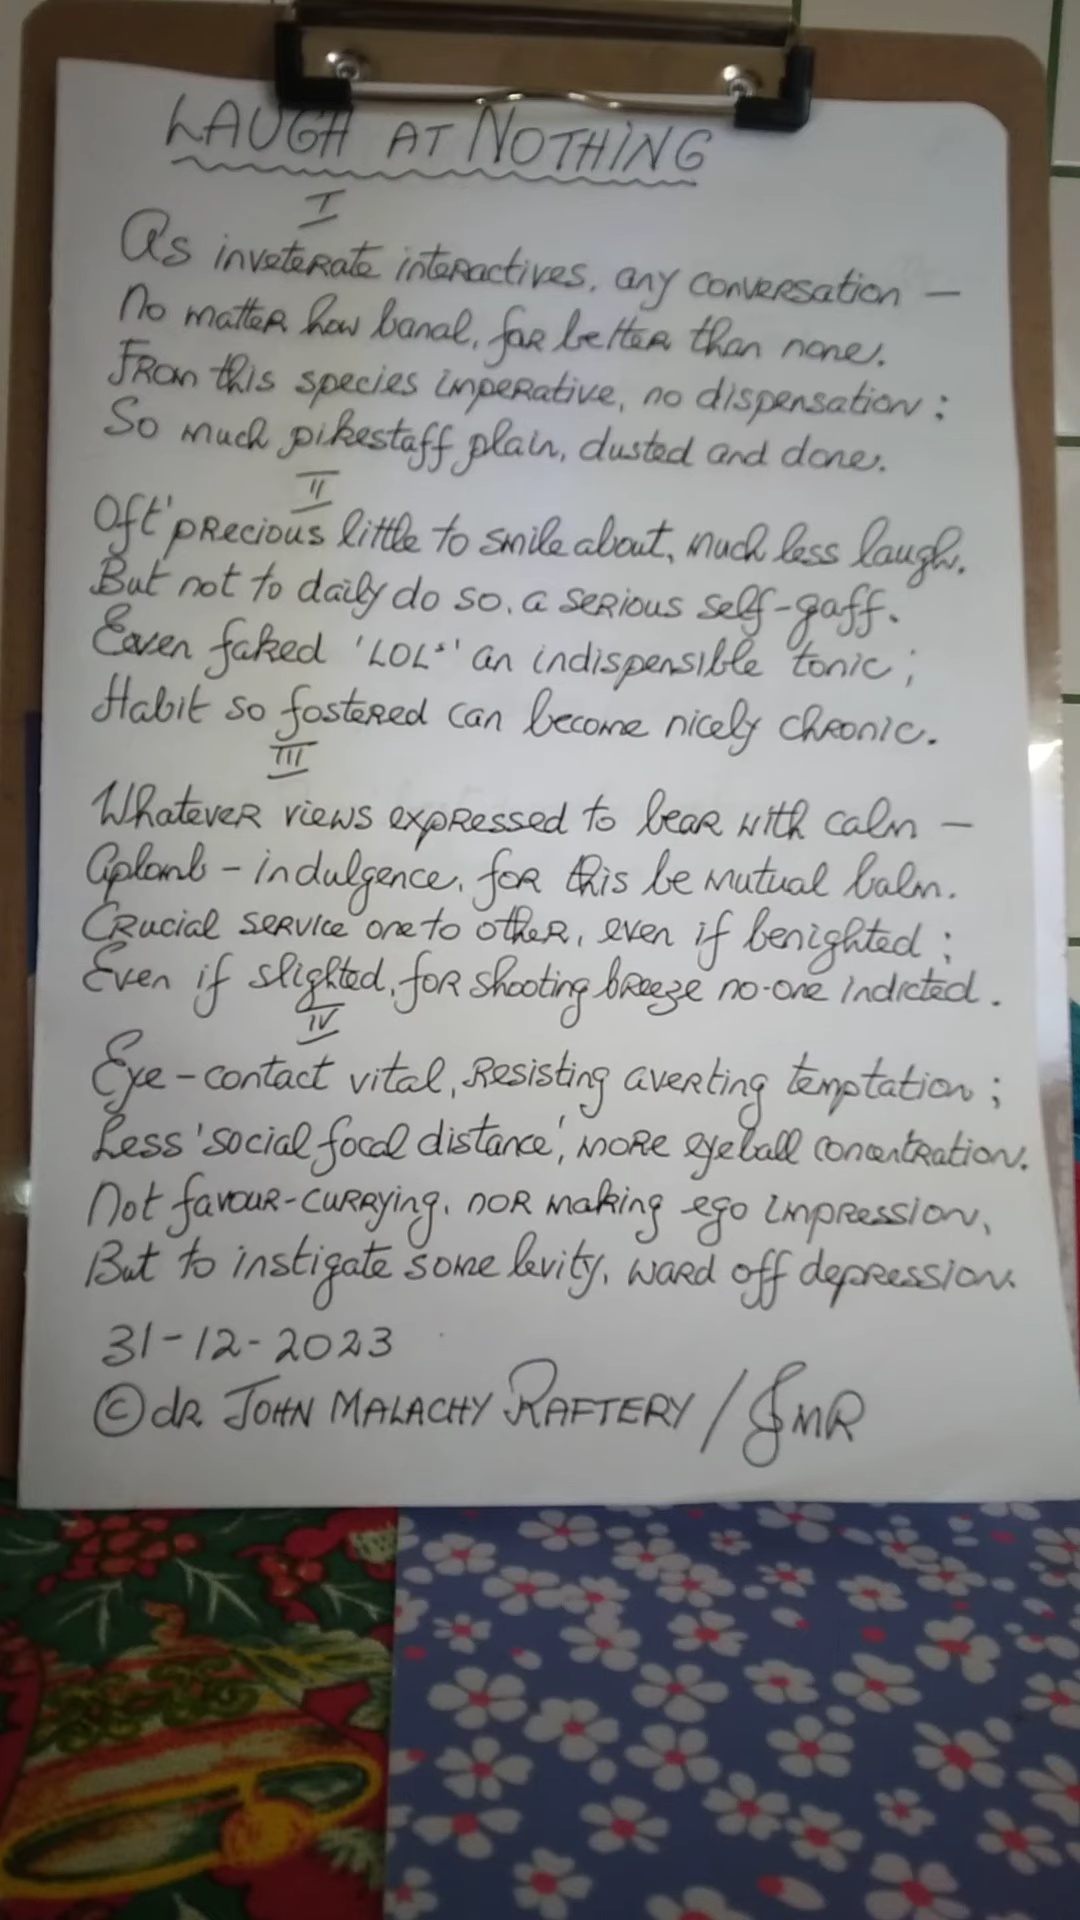 LAUGH AT NOTHING
I
As inveterate interactives, any conversation —
No matter how banal, far better than none.
From this species imperative, no dispensation:
So much pikestaff plain, dusted and done.
II
Oft' precious little to smile about, much less laugh.
But not to daily do so, a serious self-gaff.
Even faked 'LOL*' an indispensible tonic;
Habit so fostered can become nicely chronic.
III
Whatever views expressed to bear with calm —
Aplomb - indulgence, for this be mutual balm.
Crucial service one to other, even if benighted;
Even if slighted, for shooting breeze no-one indicted.
IV
Eye-contact vital, resisting averting temptation;
Less 'social focal distance', more eyeball concentration.
Not favour-currying, nor making ego impression,
But to instigate some levity, ward off depression.
31-12-2023
© dr John Malachy Raftery / JMR